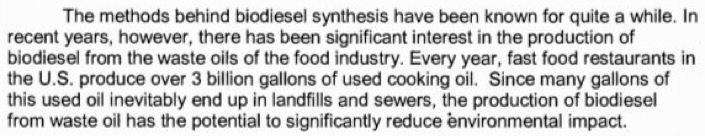 The methods behind biodiesel synthesis have been known for quite a while. In
recent years, however, there has been significant interest in the production of
biodiesel from the waste oils of the food industry. Every year, fast food restaurants in
the U.S. produce over 3 billion gallons of used cooking oil. Since many gallons of
this used oil inevitably end up in landfills and sewers, the production of biodiesel
from waste oil has the potential to significantly reduce environmental impact.